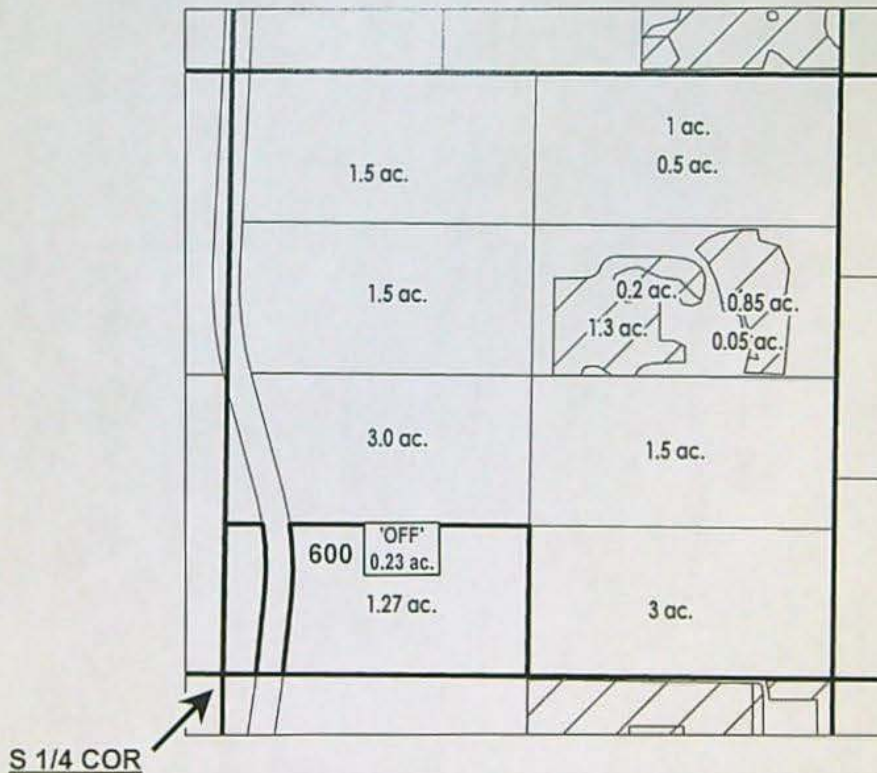 1 ac.
0.5 ac.
1.5 ac.
1.5 ac.
0.2 ac.
0.85 ac.
1.3 ac.
0.05 ac.
3.0 ac.
1.5 ac.
600
'OFF'
0.23 ac.
1.27 ac.
3 ac.
S 1/4 COR